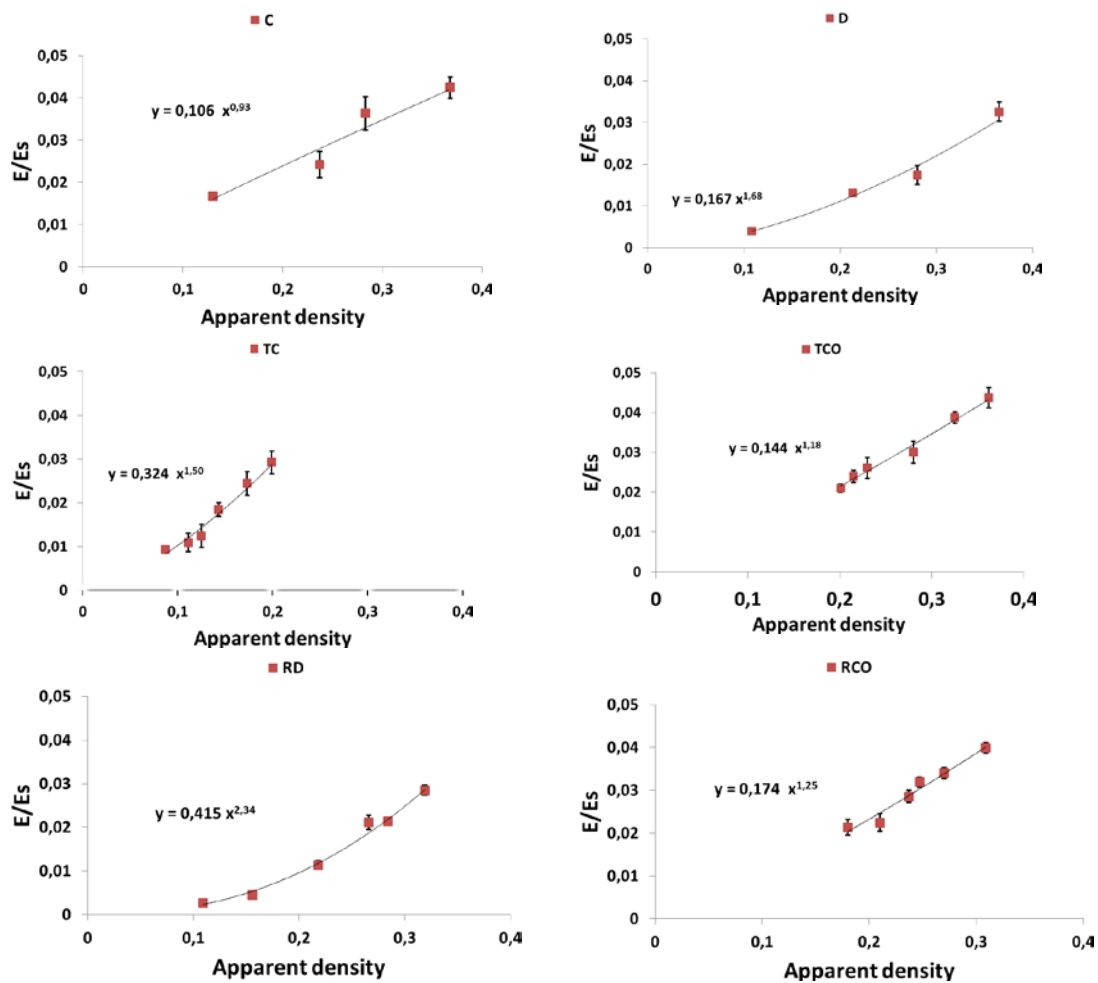 C
0,05
0,04
0,03
0,02
0,01
0
E/Es
y = 0,106 x^0,93
0 0,1 0,2 0,3 0,4
Apparent density
D
0,05
0,04
0,03
0,02
0,01
0
E/Es
y = 0,167 x^1,68
0 0,1 0,2 0,3 0,4
Apparent density
TC
0,05
0,04
0,03
0,02
0,01
0
E/Es
y = 0,324 x^1,50
0 0,1 0,2 0,3 0,4
Apparent density
TCO
0,05
0,04
0,03
0,02
0,01
0
E/Es
y = 0,144 x^1,18
0 0,1 0,2 0,3 0,4
Apparent density
RD
0,05
0,04
0,03
0,02
0,01
0
E/Es
y = 0,415 x^2,34
0 0,1 0,2 0,3 0,4
Apparent density
RCO
0,05
0,04
0,03
0,02
0,01
0
E/Es
y = 0,174 x^1,25
0 0,1 0,2 0,3 0,4
Apparent density